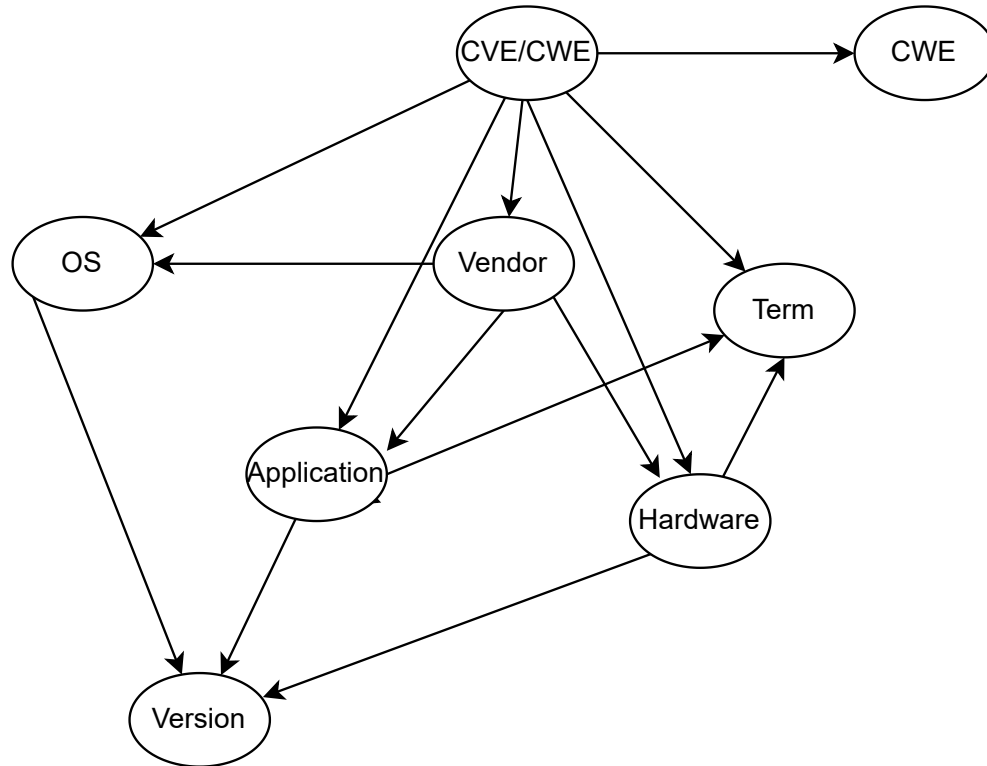 CVE/CWE
CWE
OS
Vendor
Term
Application
Hardware
Version